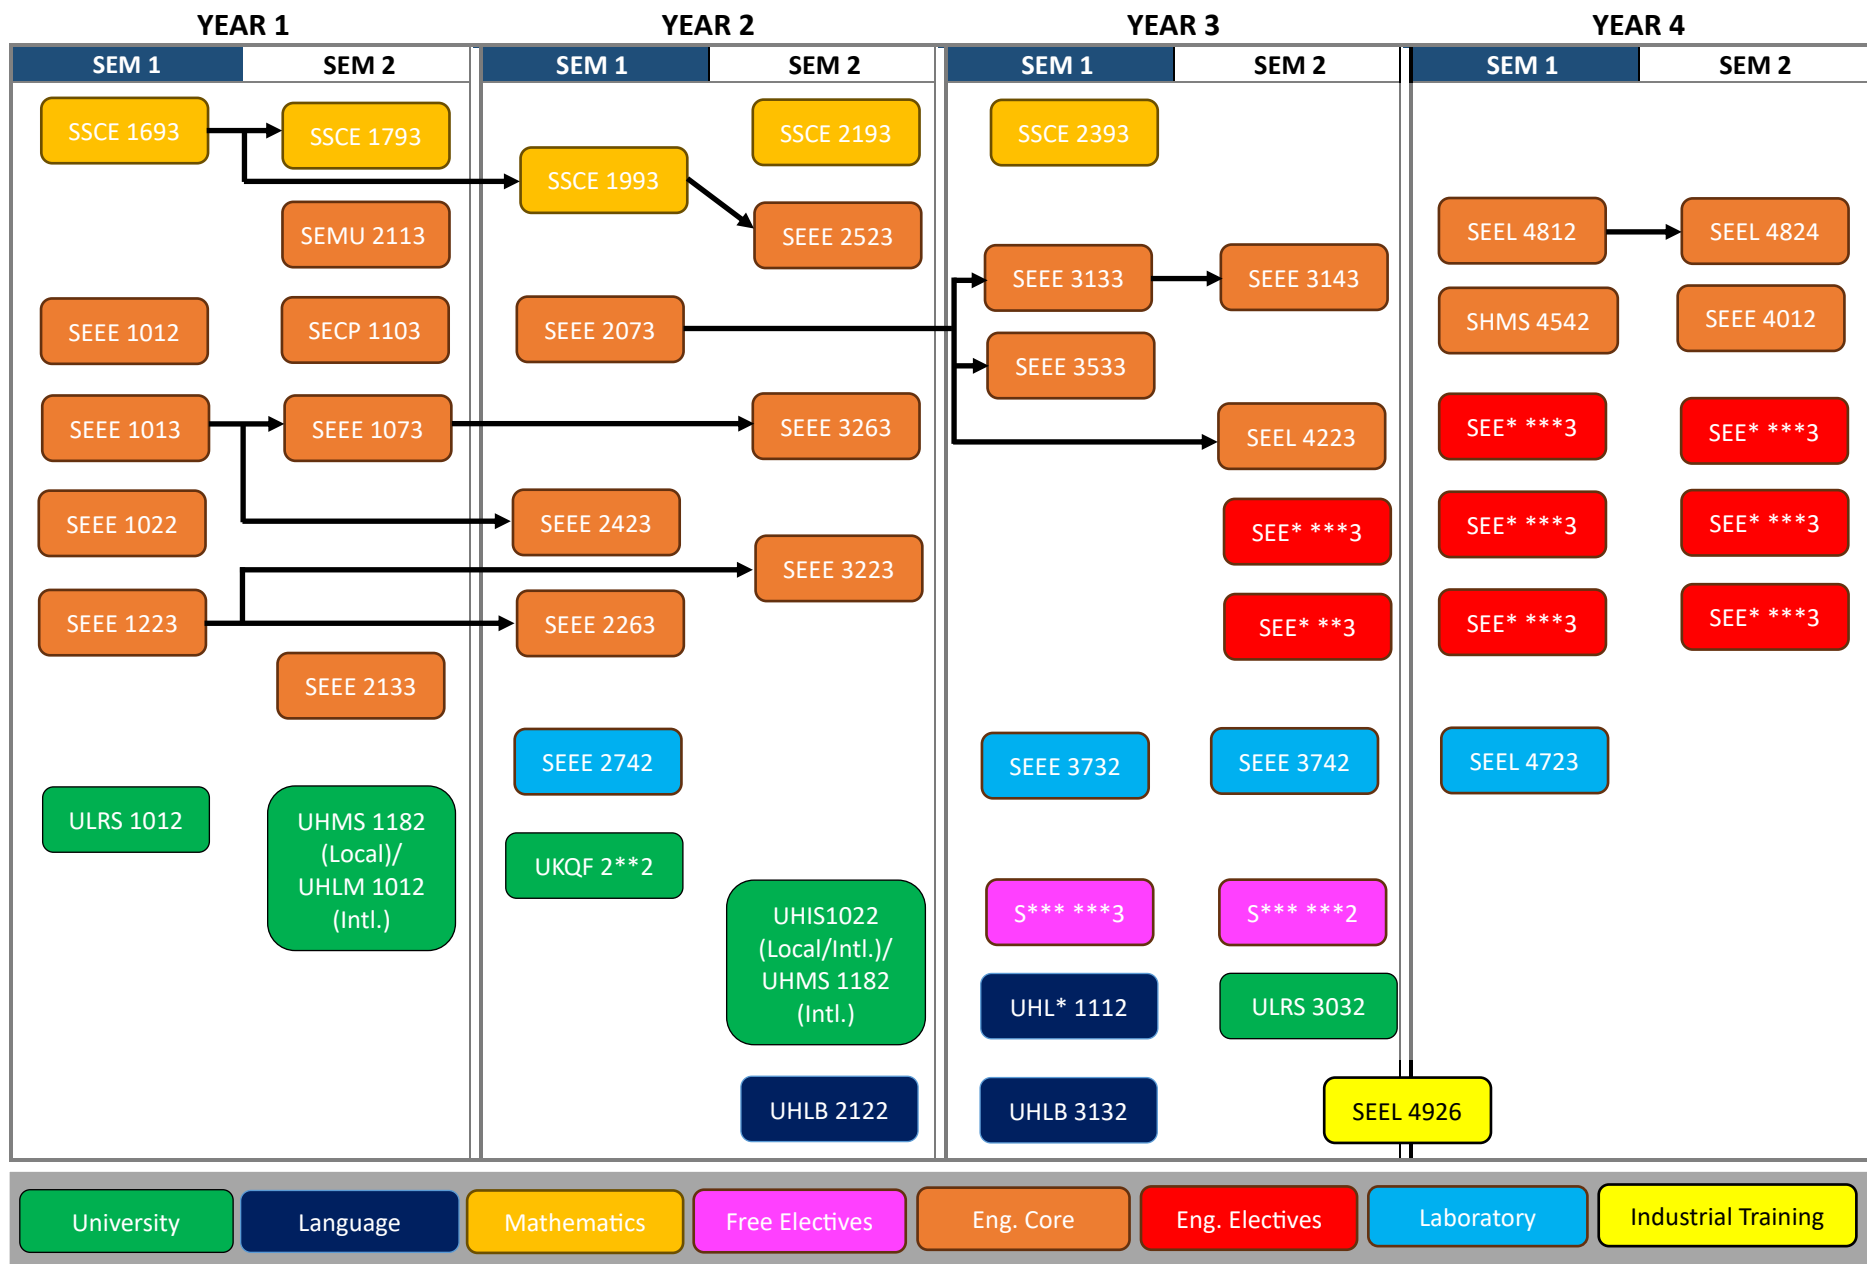 YEAR 1
YEAR 2
YEAR 3
YEAR 4
SEM 1
SEM 2
SEM 1
SEM 2
SEM 1
SEM 2
SEM 1
SEM 2
SSCE 1693
SEEE 1012
SEEE 1013
SEEE 1022
SEEE 1223
ULRS 1012
SSCE 1793
SEMU 2113
SECP 1103
SEEE 1073
SEEE 2133
UHMS 1182
(Local)/
UHLM 1012
(Intl.)
SSCE 1993
SEEE 2073
SEEE 2423
SEEE 2263
SEEE 2742
UKQF 2**2
SSCE 2193
SEEE 2523
SEEE 3263
SEEE 3223
UHIS1022
(Local/Intl.)/
UHMS 1182
(Intl.)
UHLB 2122
SSCE 2393
SEEE 3133
SEEE 3533
SEEE 3732
S*** ***3
UHL* 1112
UHLB 3132
SEEE 3143
SEEL 4223
SEE* ***3
SEE* **3
SEEE 3742
S*** ***2
ULRS 3032
SEEL 4926
SEEL 4812
SHMS 4542
SEE* ***3
SEE* ***3
SEE* ***3
SEEL 4723
SEEL 4824
SEEE 4012
SEE* ***3
SEE* ***3
SEE* ***3
University
Language
Mathematics
Free Electives
Eng. Core
Eng. Electives
Laboratory
Industrial Training